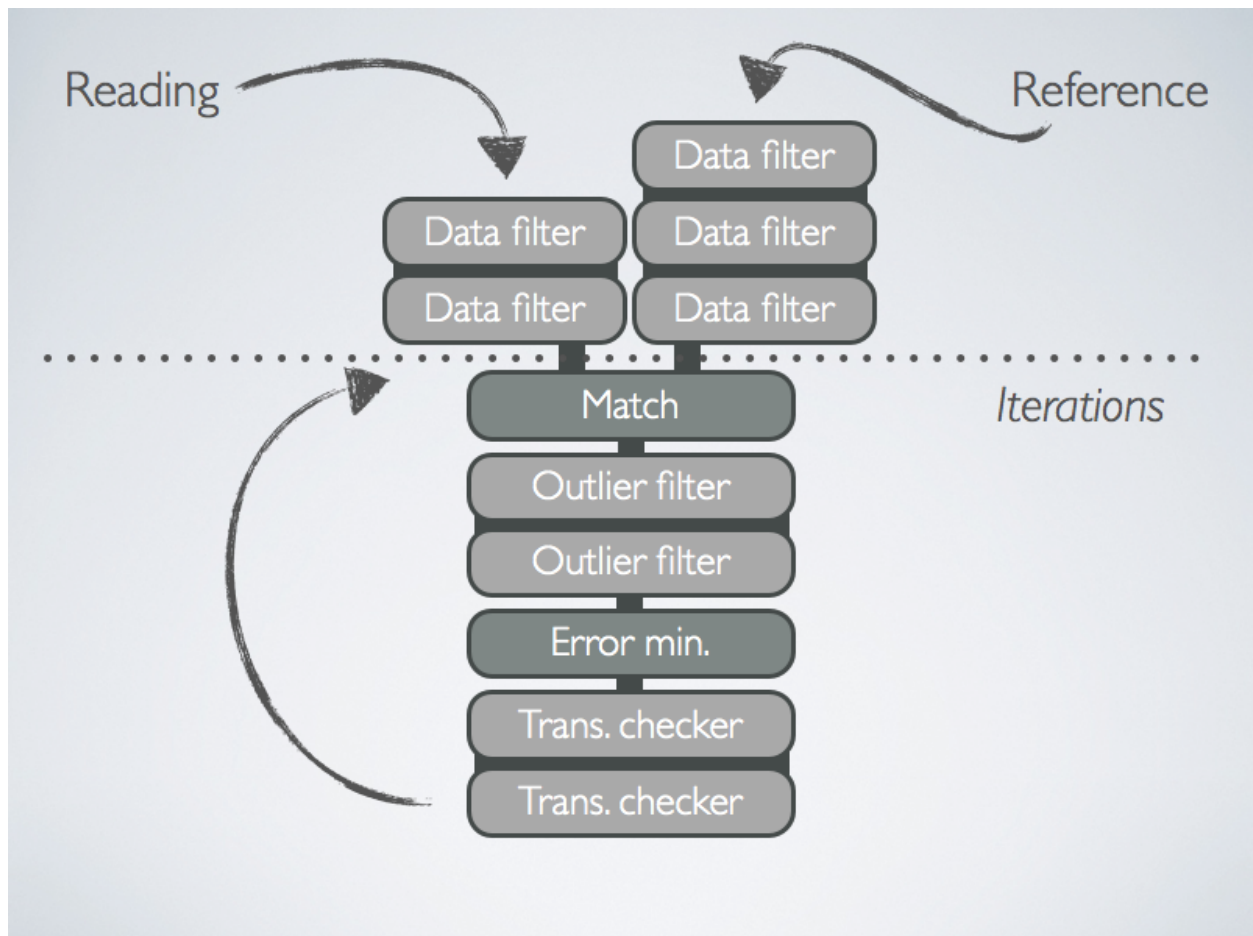 Reading
Reference
Data filter
Data filter
Data filter
Data filter
Data filter
Match
Iterations
Outlier filter
Outlier filter
Error min.
Trans. checker
Trans. checker